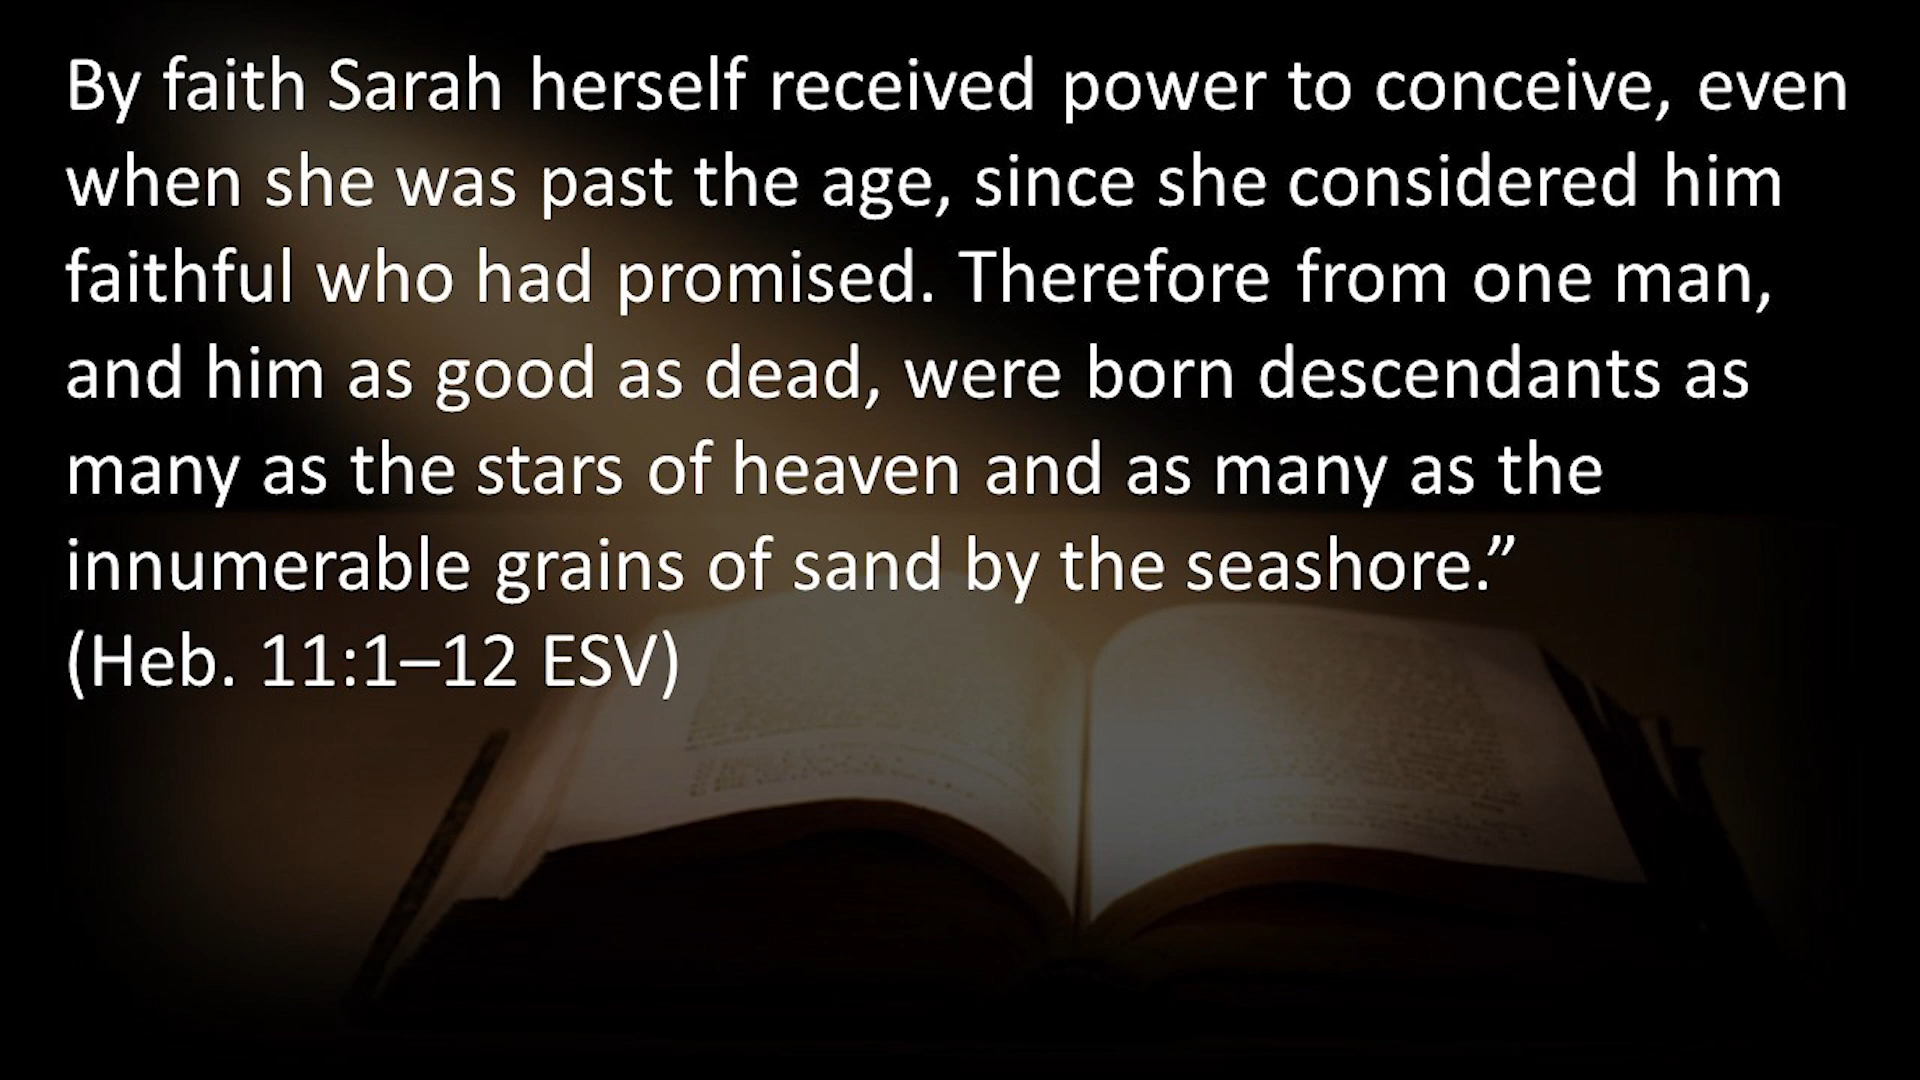 By faith Sarah herself received power to conceive, even
when she was past the age, since she considered him
faithful who had promised. Therefore from one man,
and him as good as dead, were born descendants as
many as the stars of heaven and as many as the
innumerable grains of sand by the seashore.”
(Heb. 11:1–12 ESV)